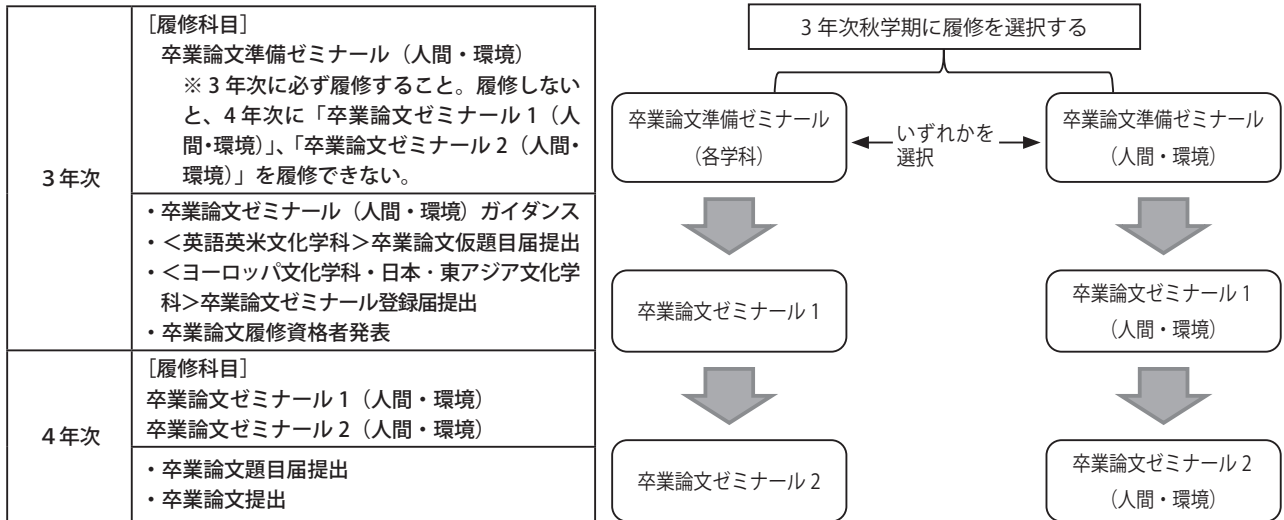 3年次
[履修科目]
卒業論文準備ゼミナール（人間・環境）
※ 3 年次に必ず履修すること。履修しない
と、4 年次に「卒業論文ゼミナール 1（人
間・環境）」、「卒業論文ゼミナール 2（人間・
環境）」を履修できない。
・卒業論文ゼミナール（人間・環境）ガイダンス
・＜英語英米文化学科＞卒業論文仮題目届提出
・＜ヨーロッパ文化学科・日本・東アジア文化学
科＞卒業論文ゼミナール登録届提出
・卒業論文履修資格者発表
4年次
[履修科目]
卒業論文ゼミナール 1（人間・環境）
卒業論文ゼミナール 2（人間・環境）
・卒業論文題目届提出
・卒業論文提出
3 年次秋学期に履修を選択する
卒業論文準備ゼミナール
（各学科）
いずれかを
選択
卒業論文準備ゼミナール
（人間・環境）
卒業論文ゼミナール 1
卒業論文ゼミナール 1
（人間・環境）
卒業論文ゼミナール 2
卒業論文ゼミナール 2
（人間・環境）